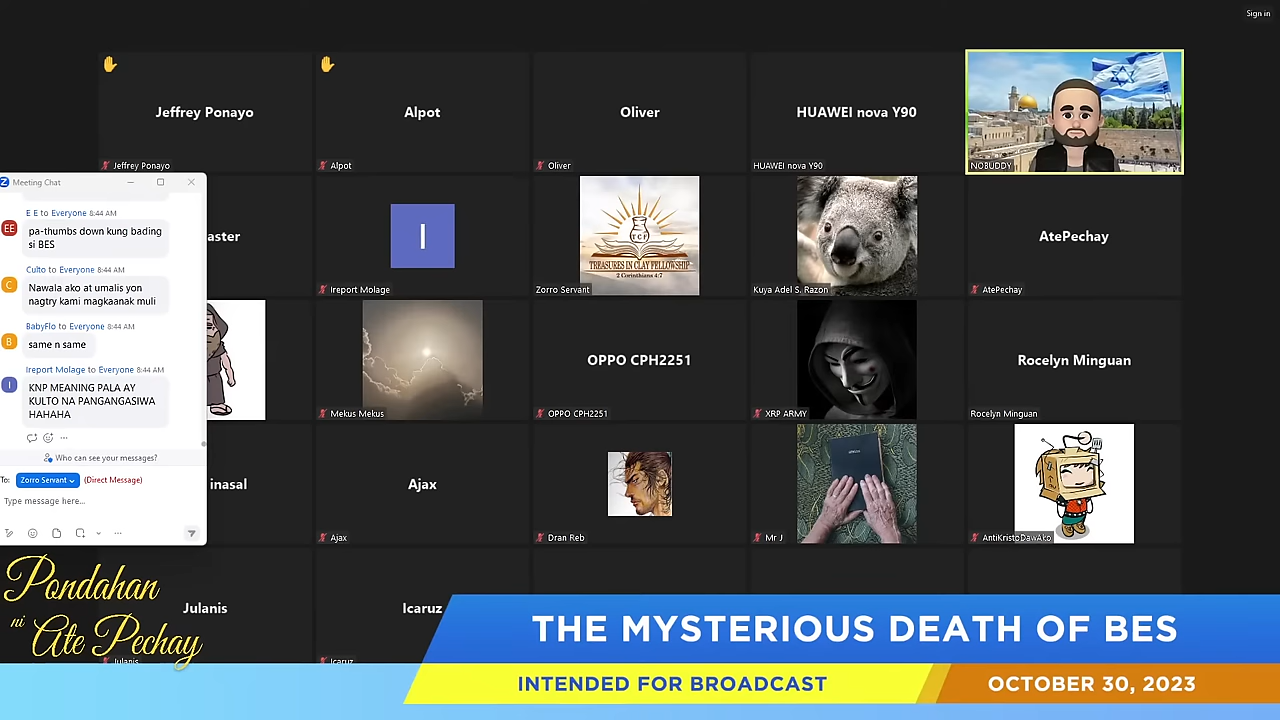 Sign in
Jeffrey Ponayo
Alpot
Oliver
HUAWEI nova Y90
Jeffrey Ponayo
Alpot
Oliver
HUAWEI nova Y90
NOBUDDY
Meeting Chat
E E to Everyone 8:44 AM
EE
pa-thumbs down kung bading
si BES
Culto to Everyone 8:44 AM
C
Nawala ako at umalis yon
nagtry kami magkaanak muli
BabyFlo to Everyone 8:44 AM
B
same n same
Ireport Molage to Everyone 8:44 AM
I
KNP MEANING PALA AY
KULTO NA PANGANGASIWA
HAHAHA
Who can see your messages?
To: Zorro Servant (Direct Message)
Type message here...
aster
I
TCF
TREASURES IN CLAY FELLOWSHIP
2 Corinthians 4:7
AtePechay
Ireport Molage
Zorro Servant
Kuya Adel S. Razon
AtePechay
OPPO CPH2251
Rocelyn Minguan
Mekus Mekus
OPPO CPH2251
XRP ARMY
Rocelyn Minguan
inasal
Ajax
Ajax
Dran Reb
Mr J
AntiKristoDawAko
Julanis
Icaruz
Julanis
Icaruz
Pondahan
ni Ate Pechay
THE MYSTERIOUS DEATH OF BES
INTENDED FOR BROADCAST
OCTOBER 30, 2023